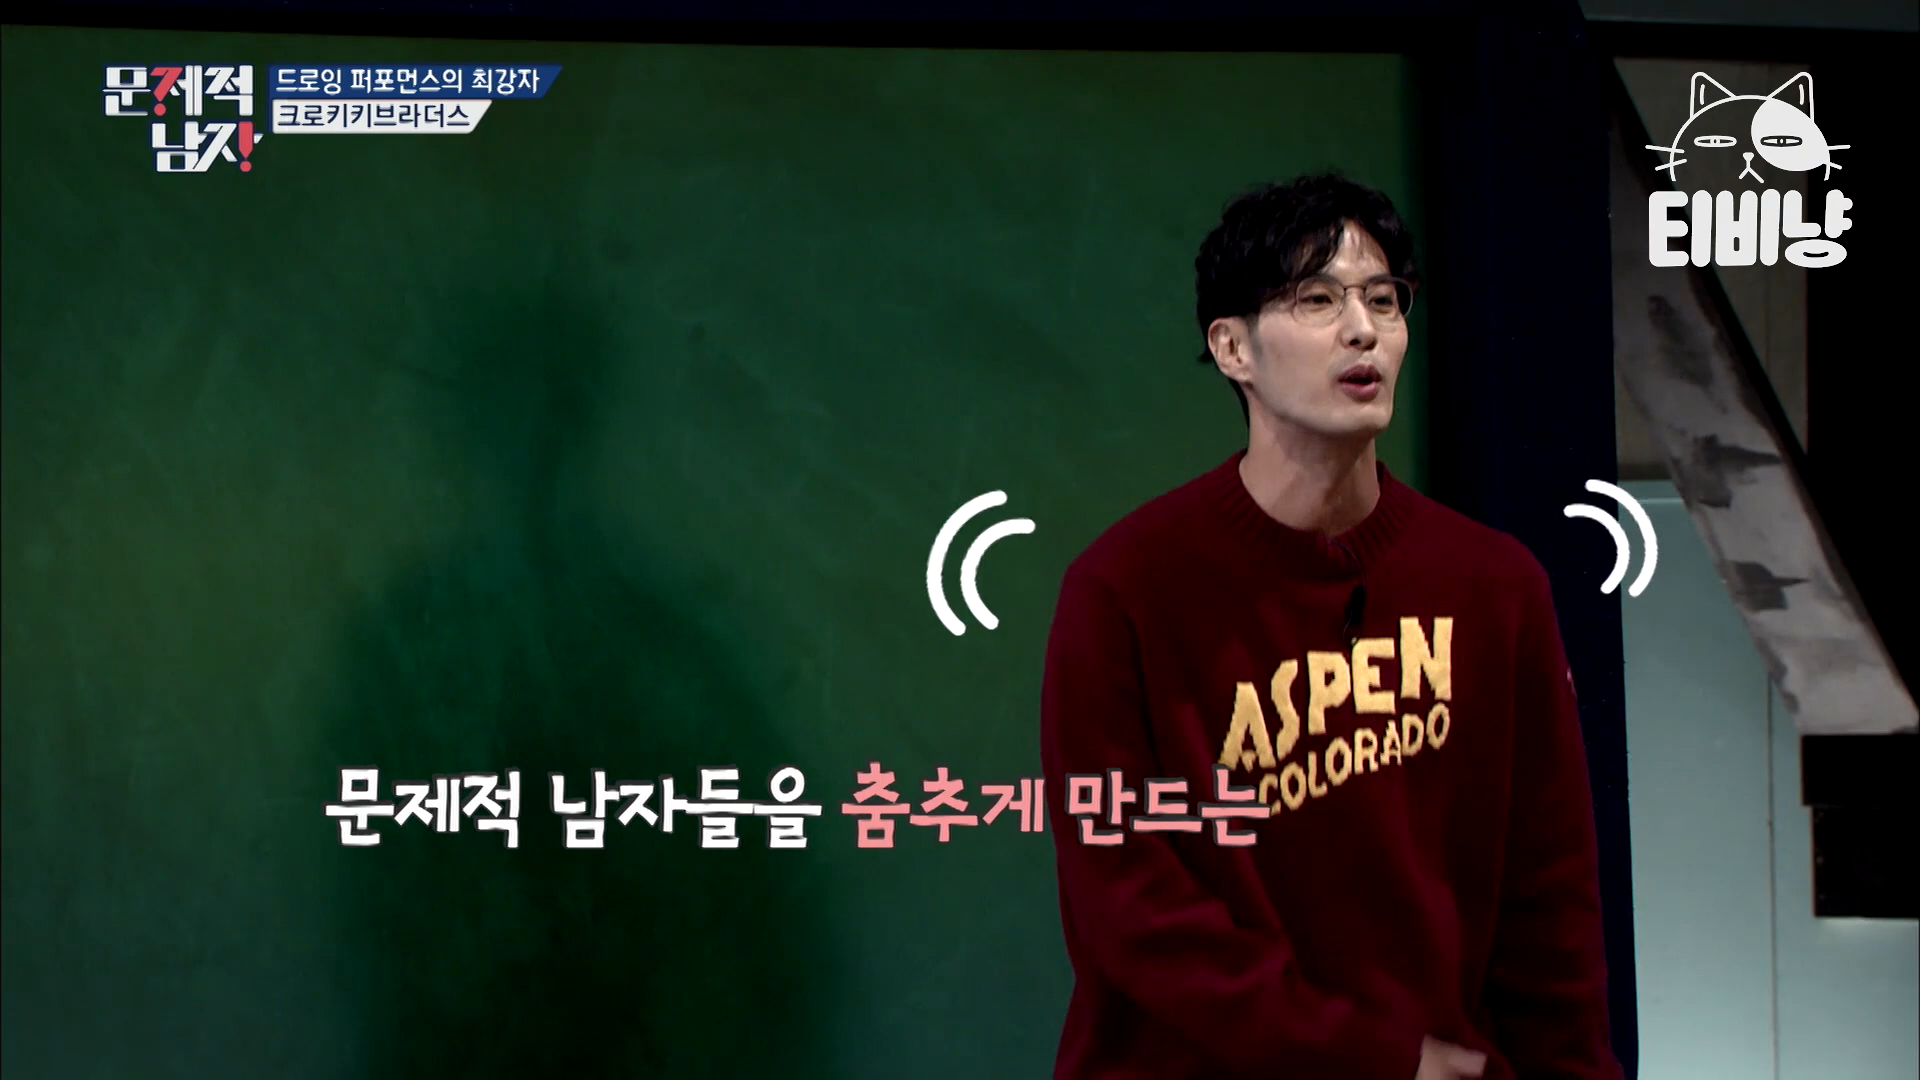 문제적
남자
드로잉 퍼포먼스의 최강자
크로키키브라더스
티비냥
ASPEN
COLORADO
문제적 남자들을 춤추게 만드는